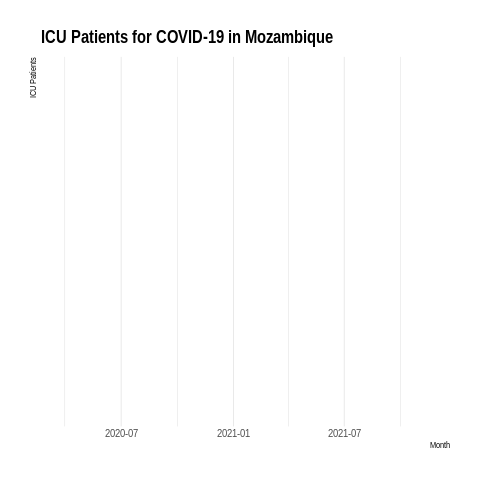 ICU Patients for COVID-19 in Mozambique
ICU Patients
2020-07
2021-01
2021-07
Month